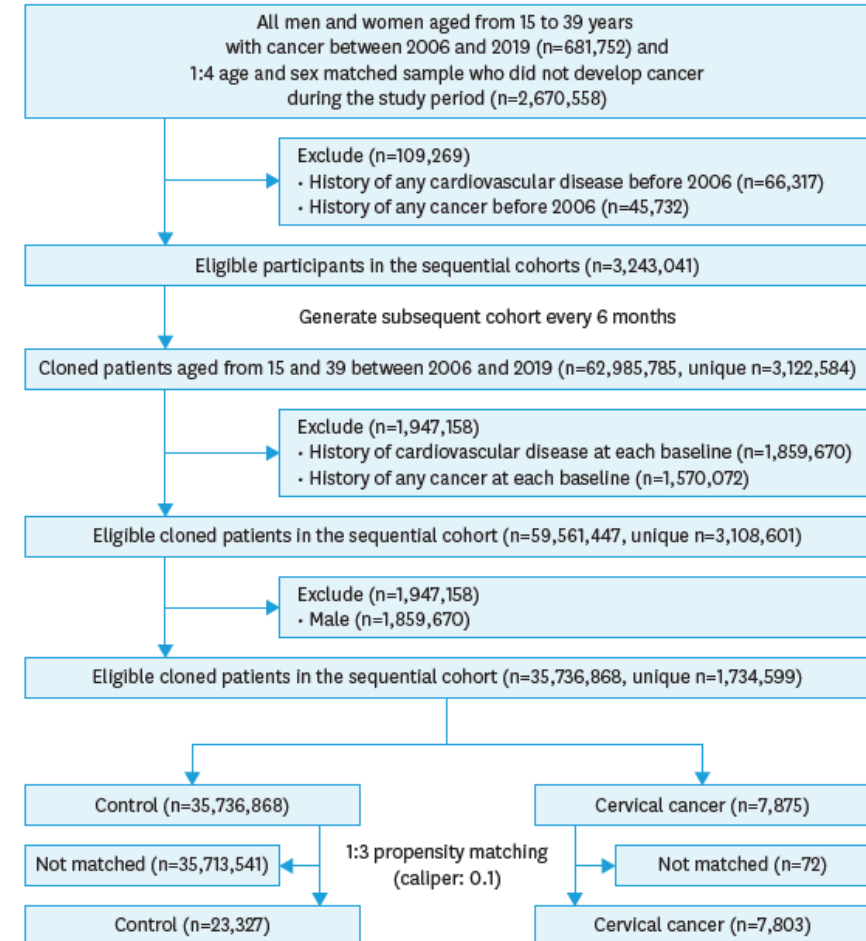 All men and women aged from 15 to 39 years
with cancer between 2006 and 2019 (n=681,752) and
1:4 age and sex matched sample who did not develop cancer
during the study period (n=2,670,558)
Exclude (n=109,269)
· History of any cardiovascular disease before 2006 (n=66,317)
· History of any cancer before 2006 (n=45,732)
Eligible participants in the sequential cohorts (n=3,243,041)
Generate subsequent cohort every 6 months
Cloned patients aged from 15 and 39 between 2006 and 2019 (n=62,985,785, unique n=3,122,584)
Exclude (n=1,947,158)
· History of cardiovascular disease at each baseline (n=1,859,670)
· History of any cancer at each baseline (n=1,570,072)
Eligible cloned patients in the sequential cohort (n=59,561,447, unique n=3,108,601)
Exclude (n=1,947,158)
· Male (n=1,859,670)
Eligible cloned patients in the sequential cohort (n=35,736,868, unique n=1,734,599)
Control (n=35,736,868)
Cervical cancer (n=7,875)
Not matched (n=35,713,541)
1:3 propensity matching
(caliper: 0.1)
Not matched (n=72)
Control (n=23,327)
Cervical cancer (n=7,803)